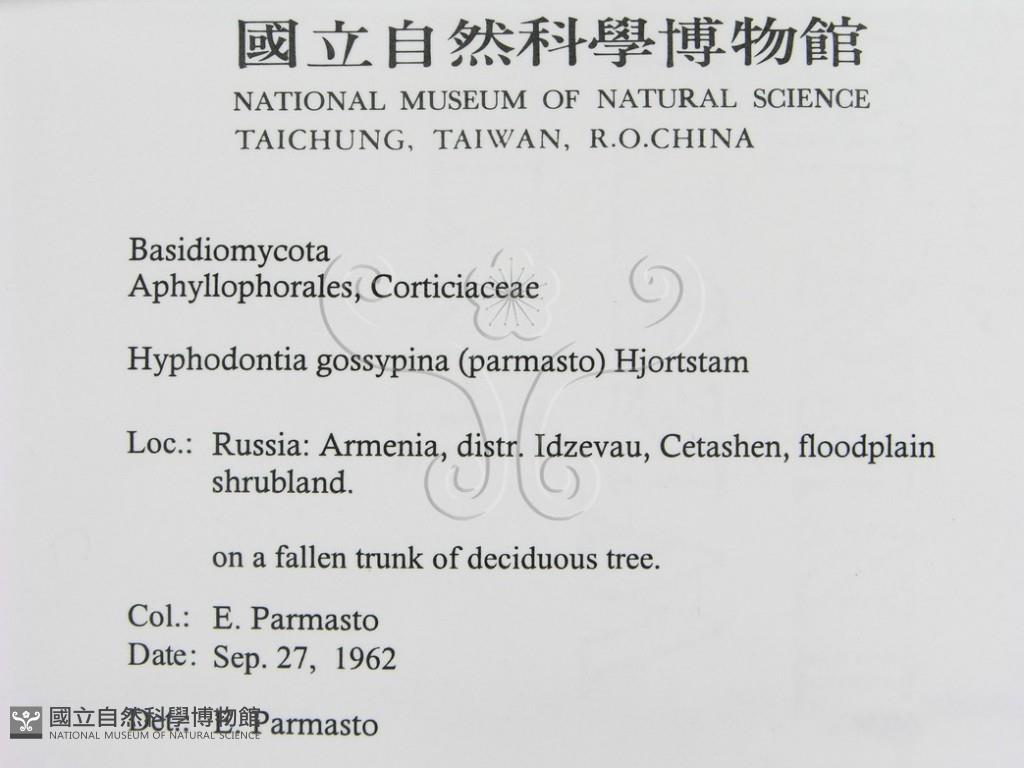 國立自然科學博物館
NATIONAL MUSEUM OF NATURAL SCIENCE
TAICHUNG, TAIWAN, R.O.CHINA
Basidiomycota
Aphyllophorales, Corticiaceae
Hyphodontia gossypina (parmasto) Hjortstam
Loc.: Russia: Armenia, distr. Idzevau, Cetashen, floodplain
shrubland.
on a fallen trunk of deciduous tree.
Col.: E. Parmasto
Date: Sep. 27, 1962
Det.: E. Parmasto
國立自然科學博物館
NATIONAL MUSEUM OF NATURAL SCIENCE